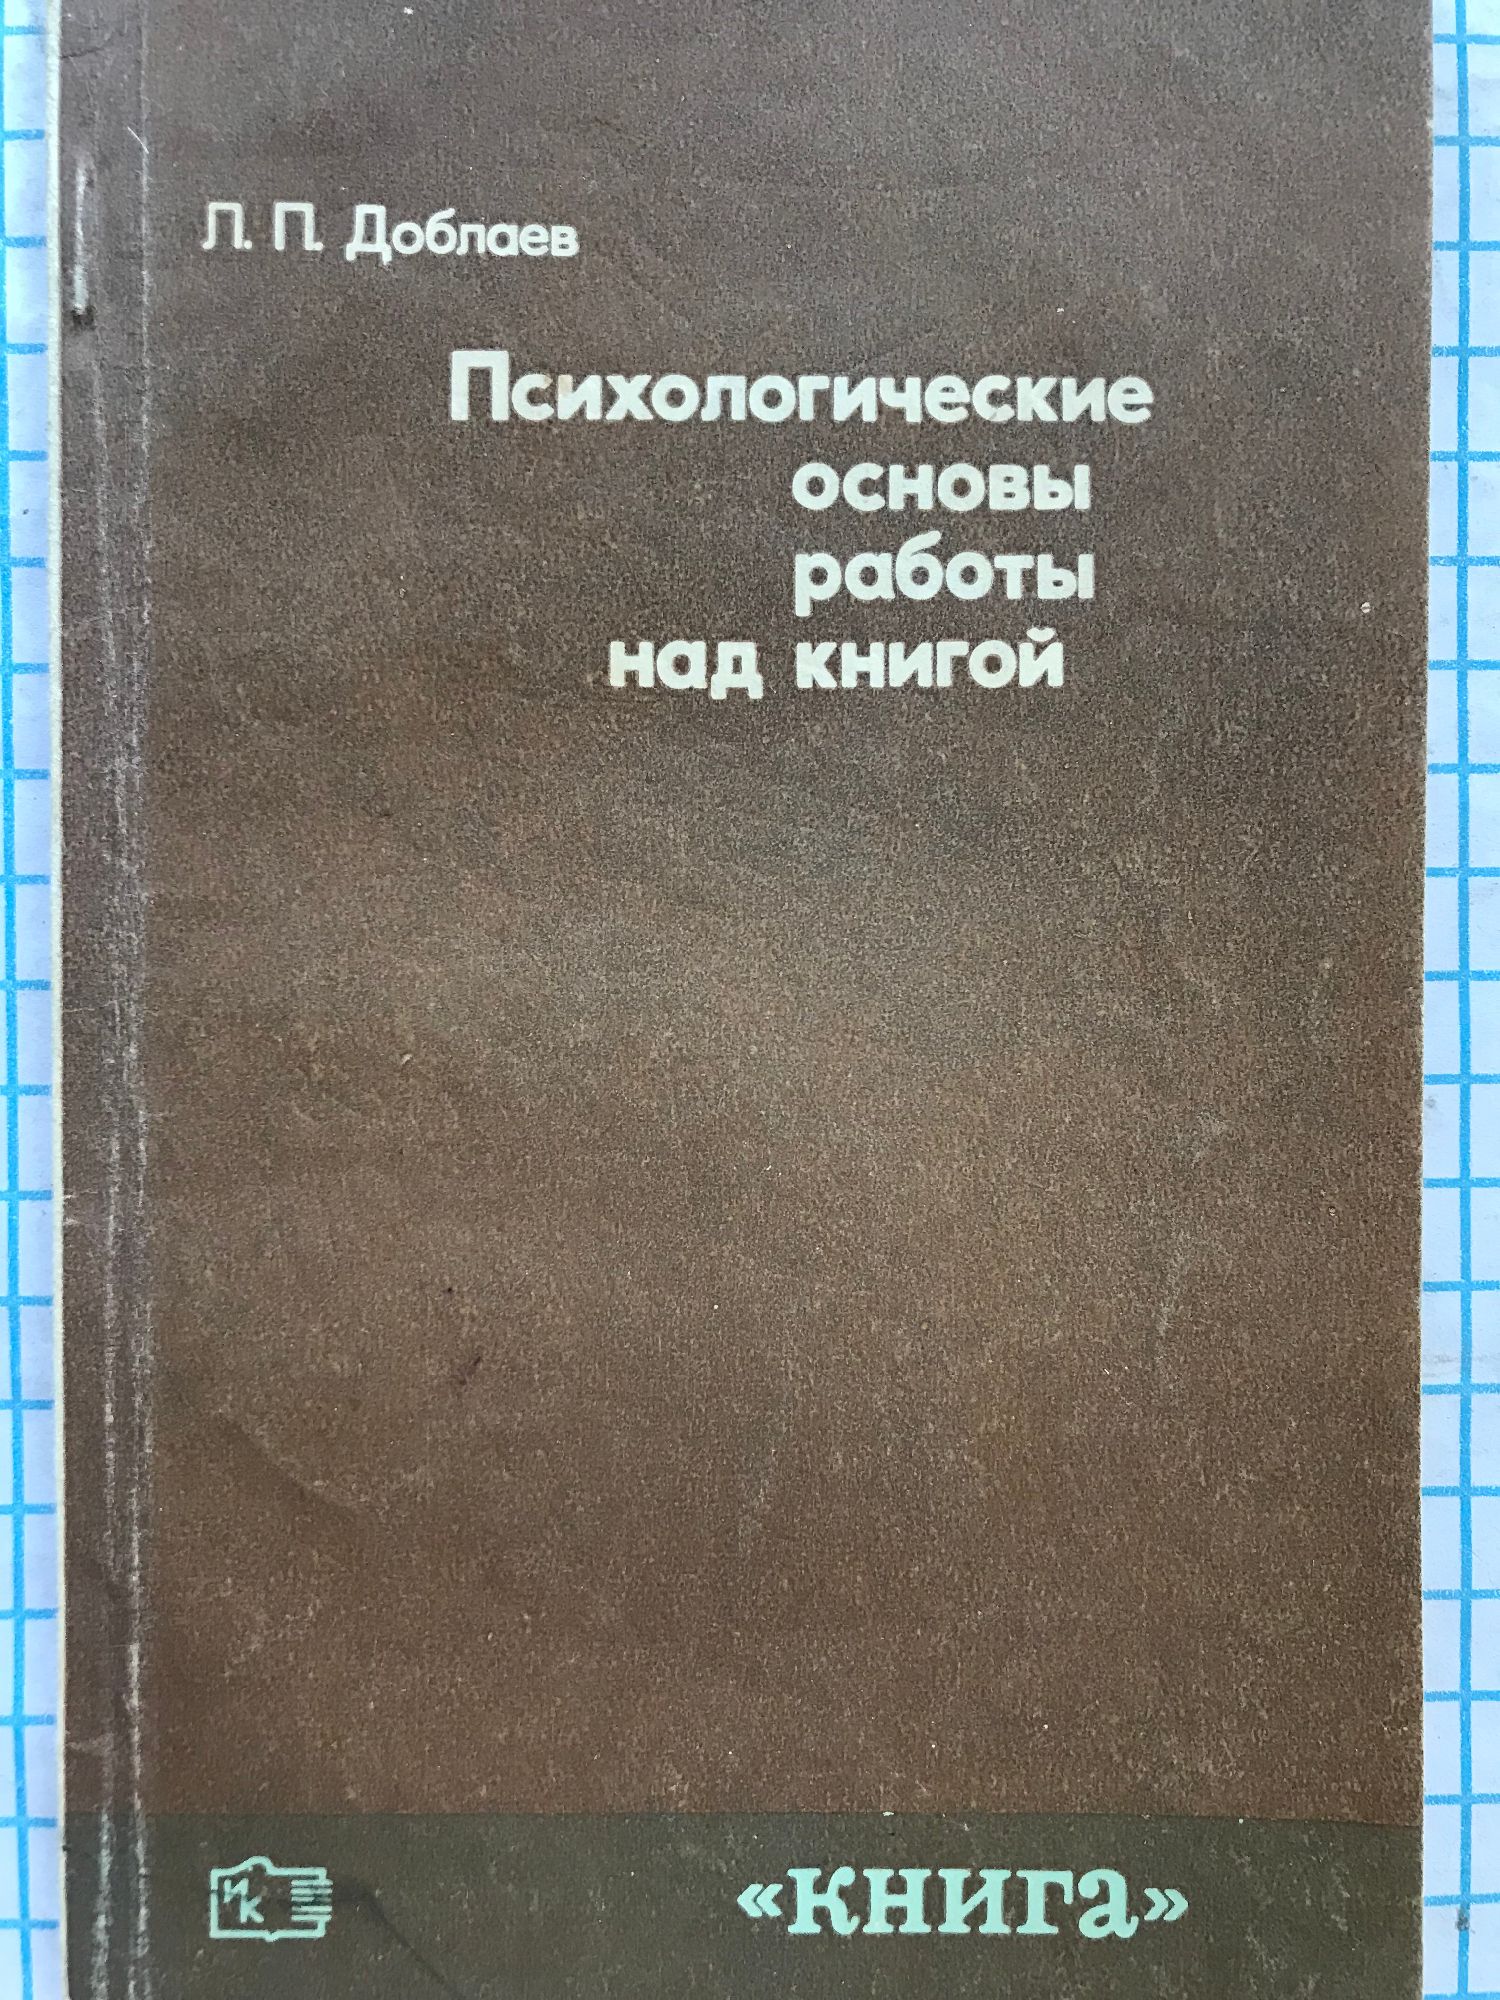 Л. П. Доблаев
Психологические
основы
работы
над книгой
ИК
«книга»